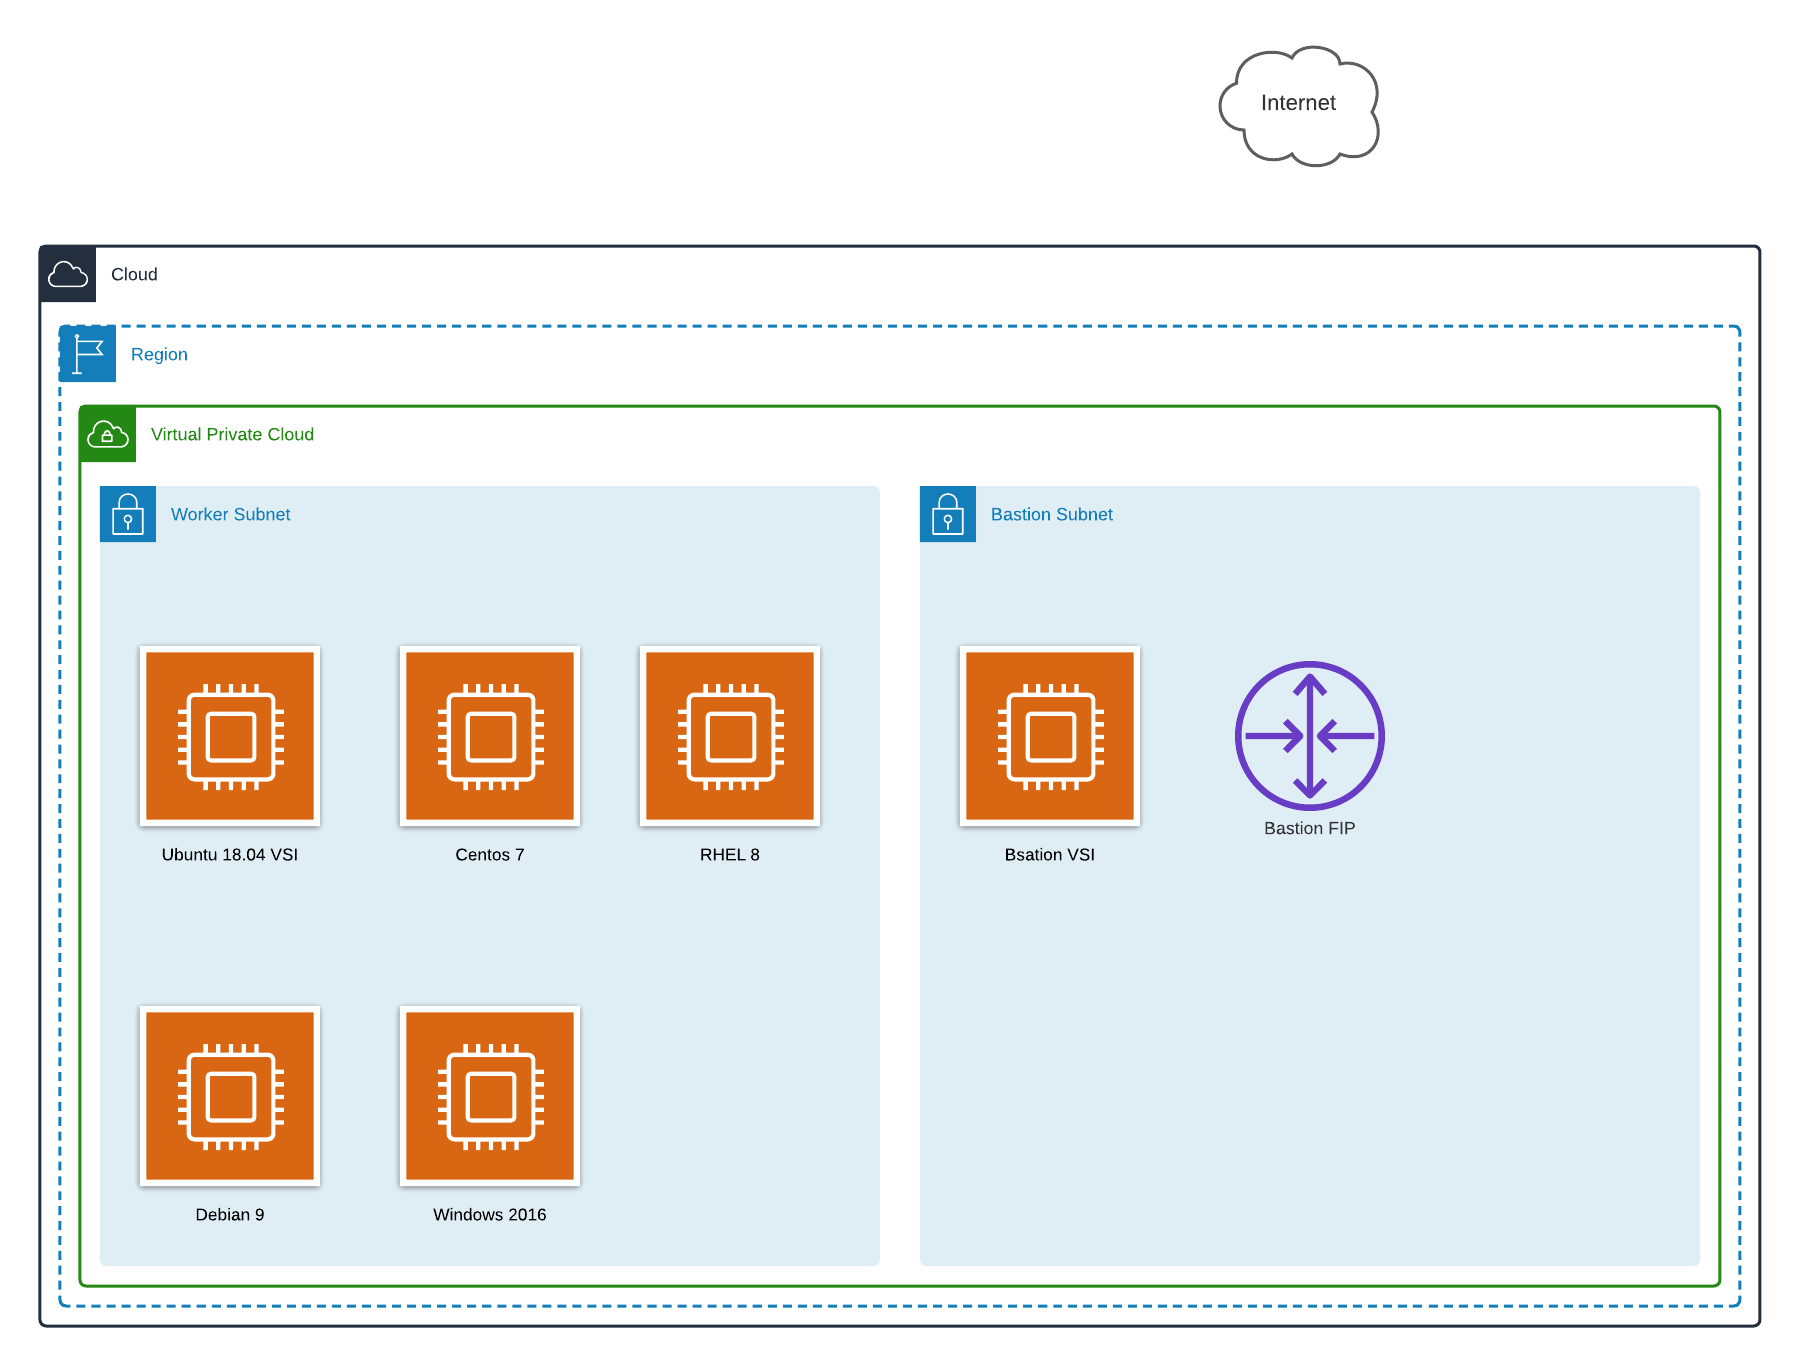 Internet
Cloud
Region
Virtual Private Cloud
Worker Subnet
Bastion Subnet
Ubuntu 18.04 VSI
Centos 7
RHEL 8
Bsation VSI
Bastion FIP
Debian 9
Windows 2016